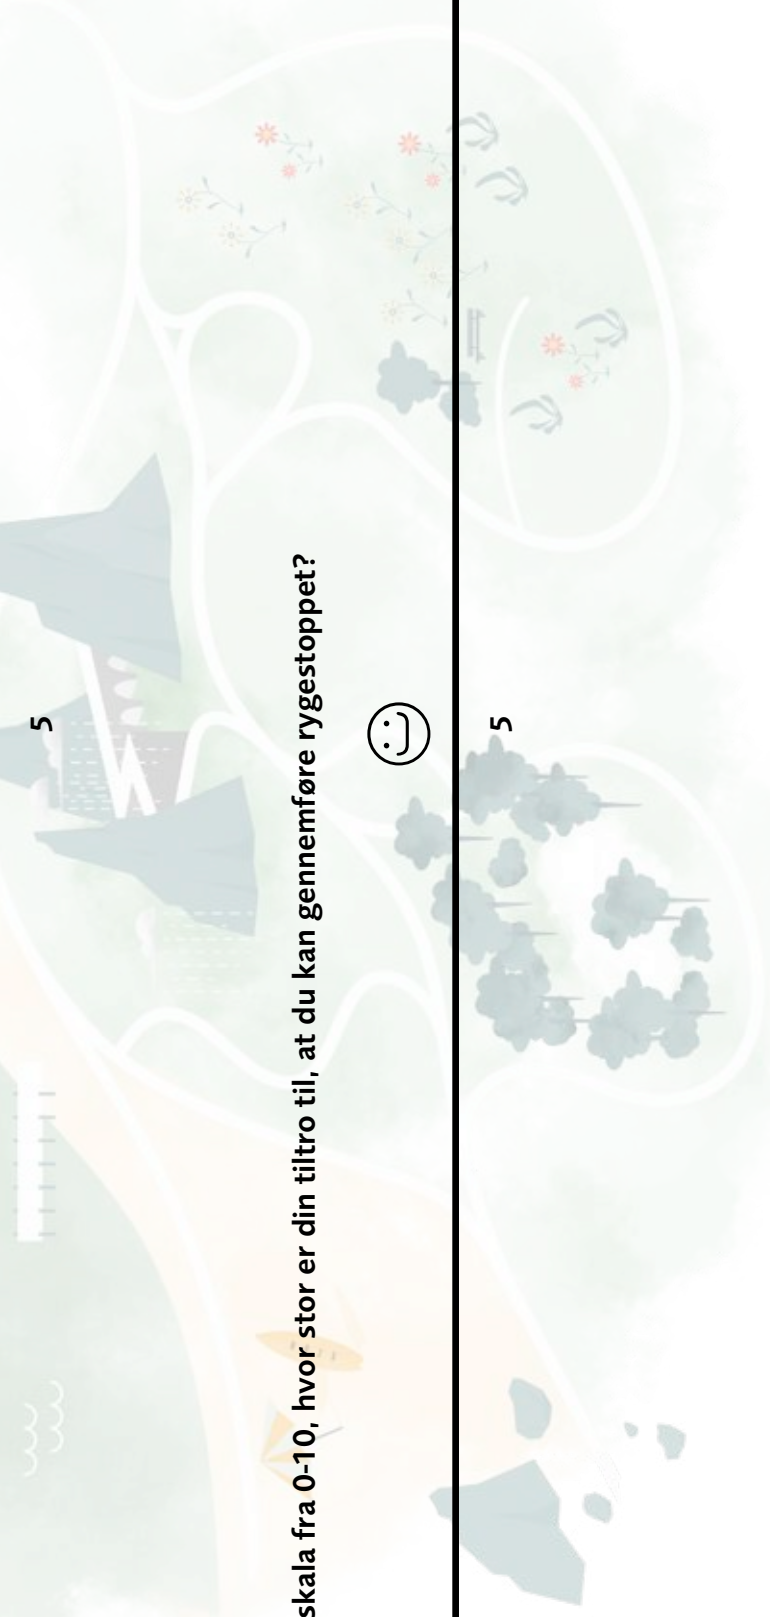 5
skala fra 0-10, hvor stor er din tiltro til, at du kan gennemføre rygestoppet?
5